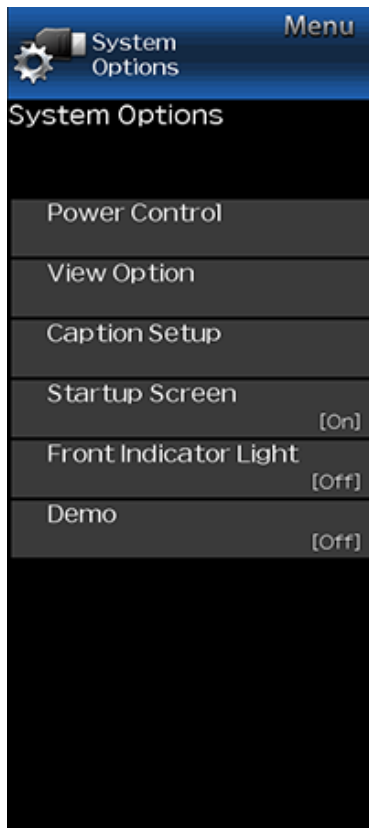 Menu
System
Options
System Options
Power Control
View Option
Caption Setup
Startup Screen
[On]
Front Indicator Light
[Off]
Demo
[Off]